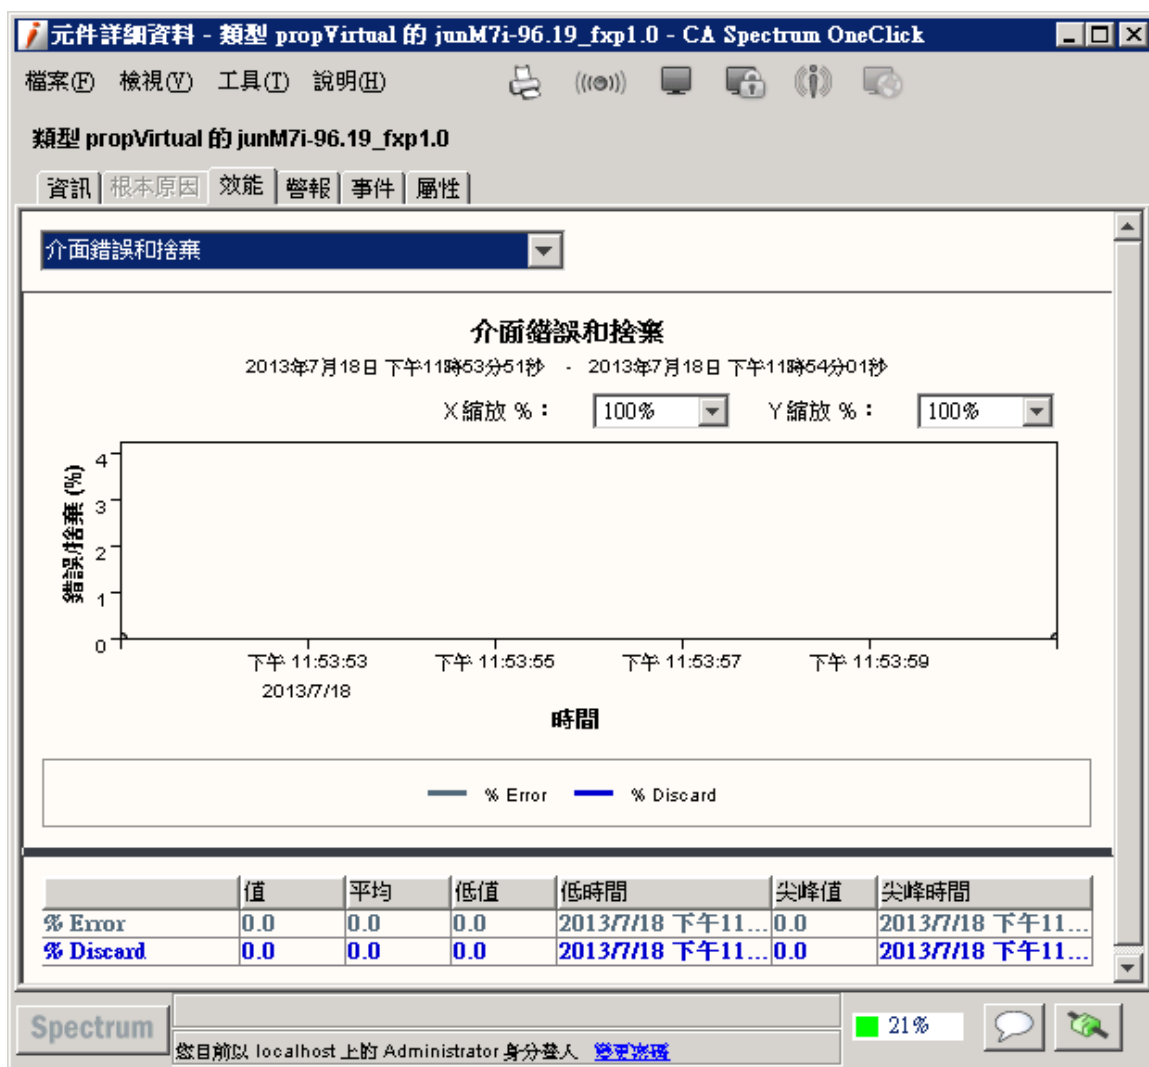 元件詳細資料 - 類型 propVirtual 的 junM7i-96.19_fxp1.0 - CA Spectrum OneClick
檔案(F) 檢視(V) 工具(T) 說明(H)
類型 propVirtual 的 junM7i-96.19_fxp1.0
資訊 根本原因 效能 警報 事件 屬性
介面錯誤和捨棄
介面錯誤和捨棄
2013年7月18日 下午11時53分51秒 - 2013年7月18日 下午11時54分01秒
X 縮放 %： 100% Y 縮放 %： 100%
錯誤/捨棄 (%)
4
3
2
1
0
下午 11:53:53 下午 11:53:55 下午 11:53:57 下午 11:53:59
2013/7/18
時間
% Error % Discard
值 平均 低值 低時間 尖峰值 尖峰時間
% Error 0.0 0.0 0.0 2013/7/18 下午11... 0.0 2013/7/18 下午11...
% Discard 0.0 0.0 0.0 2013/7/18 下午11... 0.0 2013/7/18 下午11...
Spectrum
21%
您目前以 localhost 上的 Administrator 身分登入 變更密碼